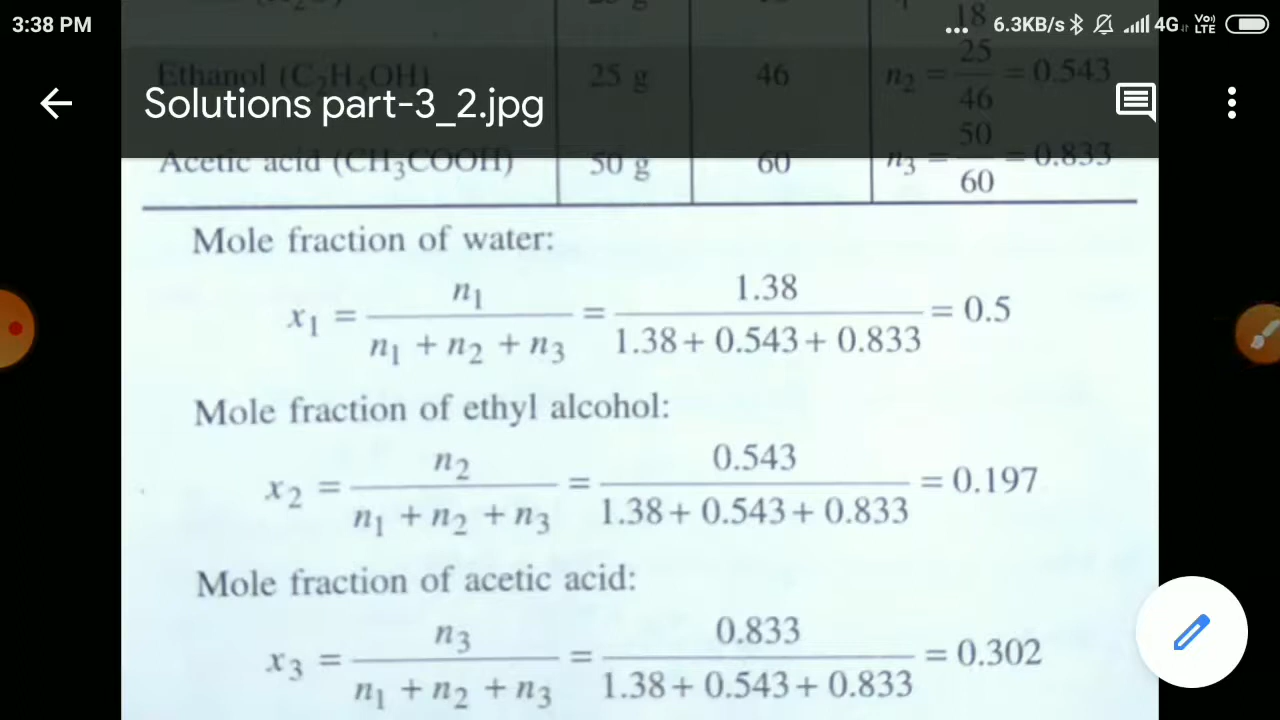 3:38 PM
... 6.3KB/s 4G VoLTE
18
Ethanol (C₂H₅OH) 25 g 46 n₂ = 25/46 = 0.543
Solutions part-3_2.jpg
Acetic acid (CH₃COOH) 50 g 60 n₃ = 50/60 = 0.833
Mole fraction of water:
x₁ = n₁/(n₁ + n₂ + n₃) = 1.38/(1.38 + 0.543 + 0.833) = 0.5
Mole fraction of ethyl alcohol:
x₂ = n₂/(n₁ + n₂ + n₃) = 0.543/(1.38 + 0.543 + 0.833) = 0.197
Mole fraction of acetic acid:
x₃ = n₃/(n₁ + n₂ + n₃) = 0.833/(1.38 + 0.543 + 0.833) = 0.302